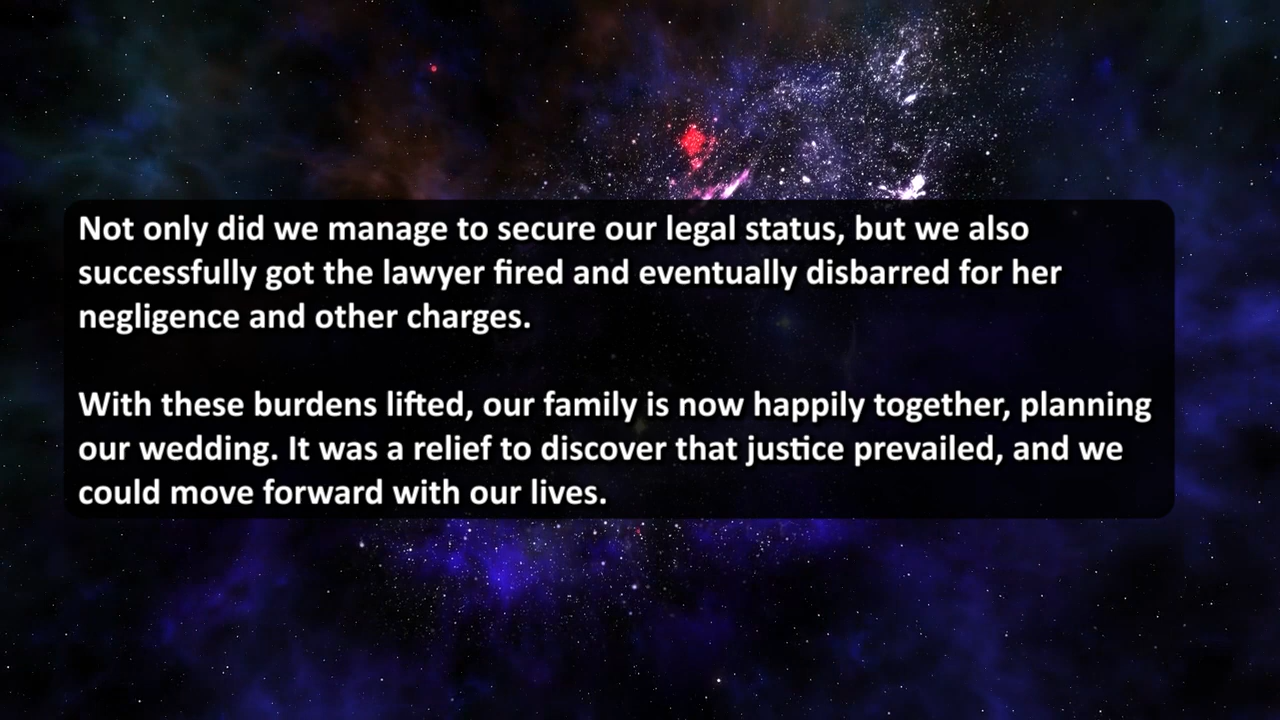 Not only did we manage to secure our legal status, but we also
successfully got the lawyer fired and eventually disbarred for her
negligence and other charges.
With these burdens lifted, our family is now happily together, planning
our wedding. It was a relief to discover that justice prevailed, and we
could move forward with our lives.